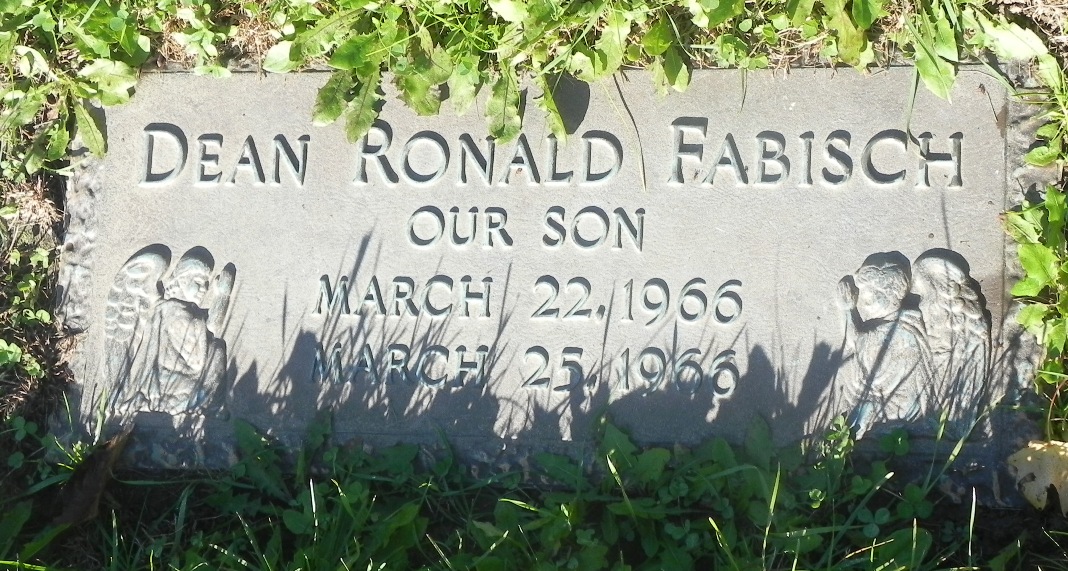 DEAN RONALD FABISCH
OUR SON
MARCH 22, 1966
MARCH 25, 1966